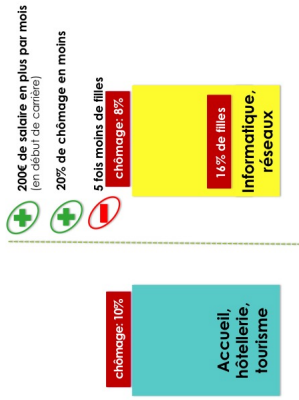 200€ de salaire en plus par mois
(en début de carrière)
20% de chômage en moins
5 fois moins de filles
chômage: 10%
Accueil,
hôtellerie,
tourisme
chômage: 8%
16% de filles
Informatique,
réseaux